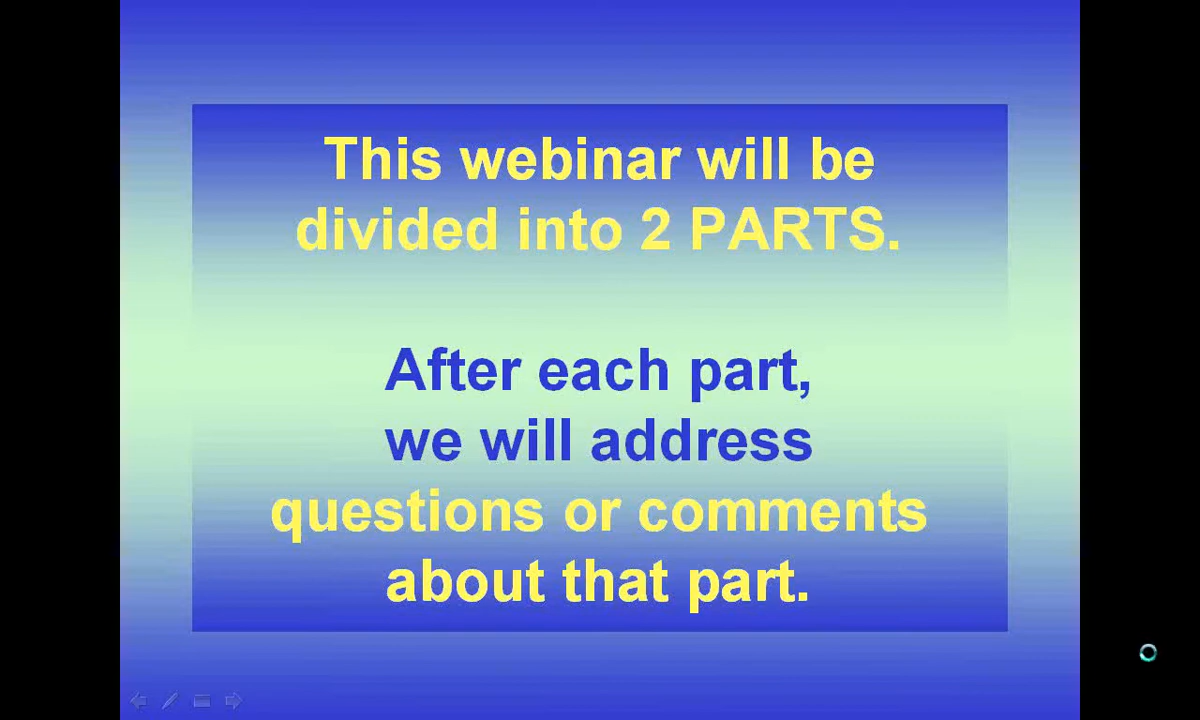 This webinar will be
divided into 2 PARTS.
After each part,
we will address
questions or comments
about that part.